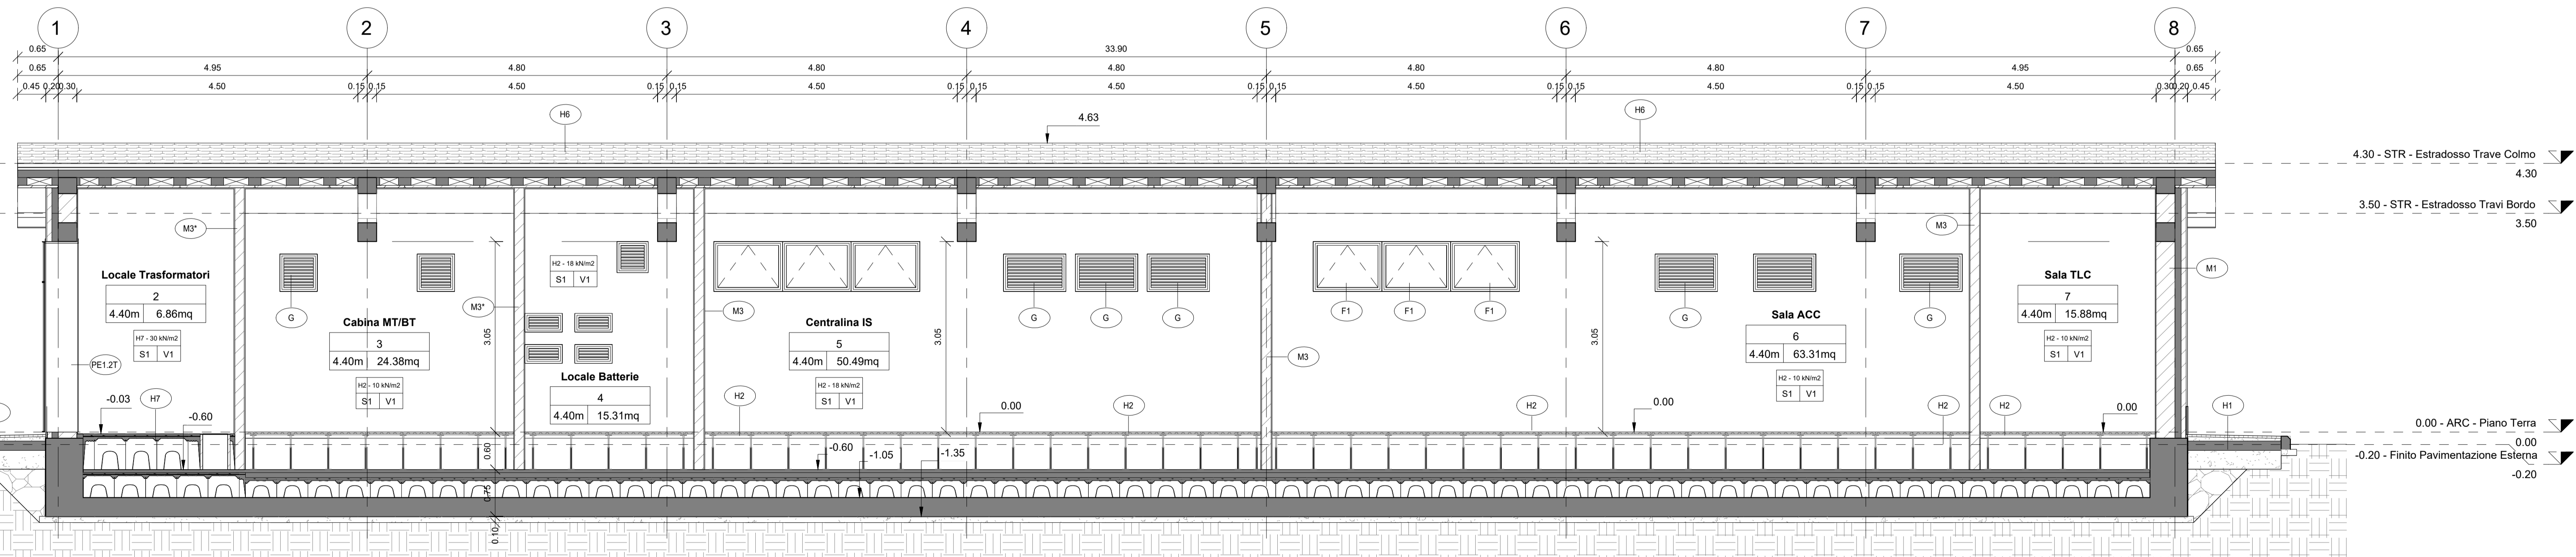 1 2 3 4 5 6 7 8
0.65 33.90 0.65
0.65 4.95 4.80 4.80 4.80 4.80 4.80 4.95 0.65
0.45 0.20 0.30 4.50 0.15 0.15 4.50 0.15 0.15 4.50 0.15 0.15 4.50 0.15 0.15 4.50 0.15 0.15 4.50 0.15 0.15 4.50 0.30 0.20 0.45
H6 H6
4.63
4.30 - STR - Estradosso Trave Colmo
4.30
3.50 - STR - Estradosso Travi Bordo
3.50
M3*
M3
M1
Locale Trasformatori
2
4.40m 6.86mq
H7 - 30 kN/m2
S1 V1
PE1.2T
-0.03
H7
-0.60
G
Cabina MT/BT
3
4.40m 24.38mq
H2 - 10 kN/m2
S1 V1
M3*
3.05
0.60
0.75
0.10
H2 - 18 kN/m2
S1 V1
Locale Batterie
4
4.40m 15.31mq
M3
Centralina IS
5
4.40m 50.49mq
H2 - 18 kN/m2
S1 V1
H2
3.05
-0.60
-1.05
-1.35
0.00
G G G
H2
M3
F1 F1 F1
H2
3.05
0.00
G
Sala ACC
6
4.40m 63.31mq
H2 - 10 kN/m2
S1 V1
G
H2
Sala TLC
7
4.40m 15.88mq
H2 - 10 kN/m2
S1 V1
H2
0.00
H1
0.00 - ARC - Piano Terra
0.00
-0.20 - Finito Pavimentazione Esterna
-0.20